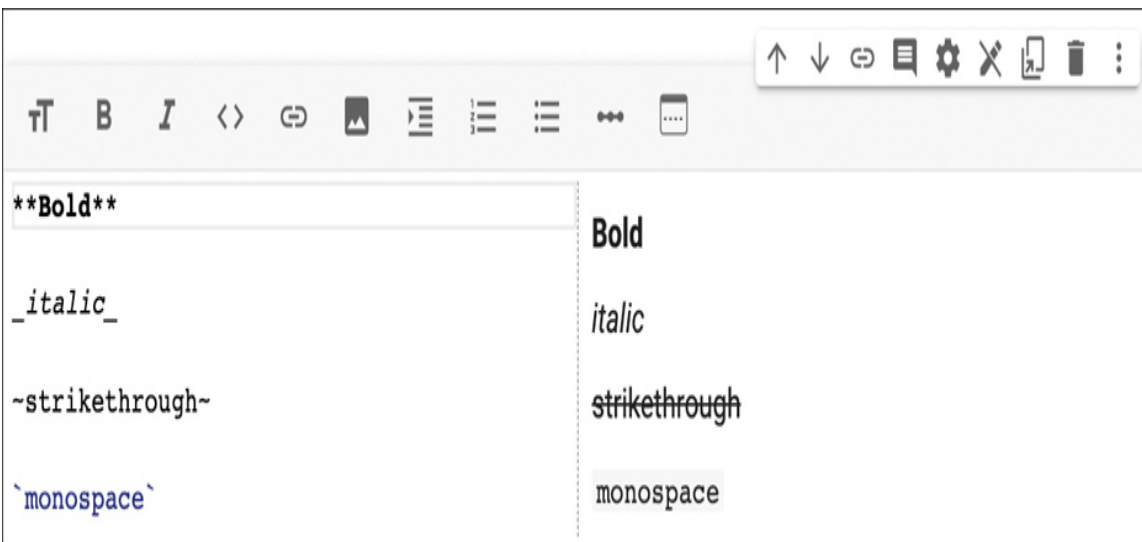 **Bold**
Bold
_italic_
italic
~strikethrough~
strikethrough
`monospace`
monospace